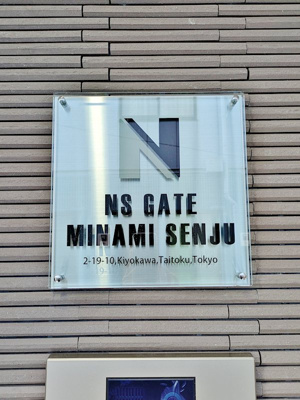 N
NS GATE
MINAMI SENJU
2-19-10,Kiyokawa,Taitoku,Tokyo